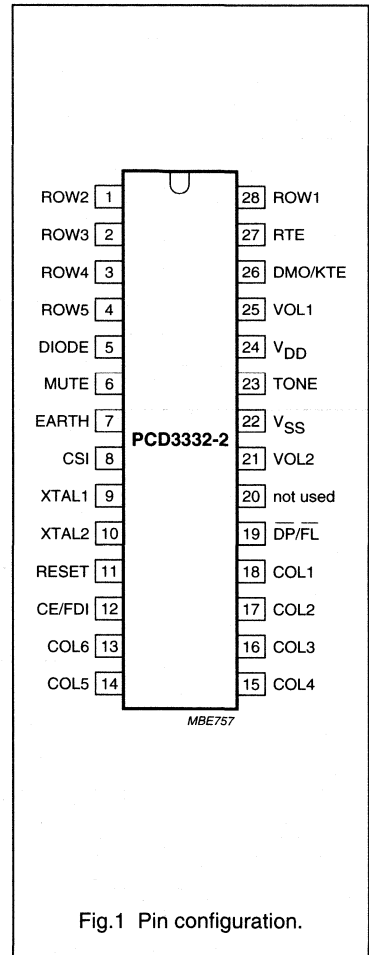 ROW2 1 28 ROW1
ROW3 2 27 RTE
ROW4 3 26 DMO/KTE
ROW5 4 25 VOL1
DIODE 5 24 VDD
MUTE 6 23 TONE
EARTH 7 22 VSS
PCD3332-2
CSI 8 21 VOL2
XTAL1 9 20 not used
XTAL2 10 19 D̅P̅/F̅L̅
RESET 11 18 COL1
CE/FDI 12 17 COL2
COL6 13 16 COL3
COL5 14 15 COL4
MBE757
Fig.1 Pin configuration.